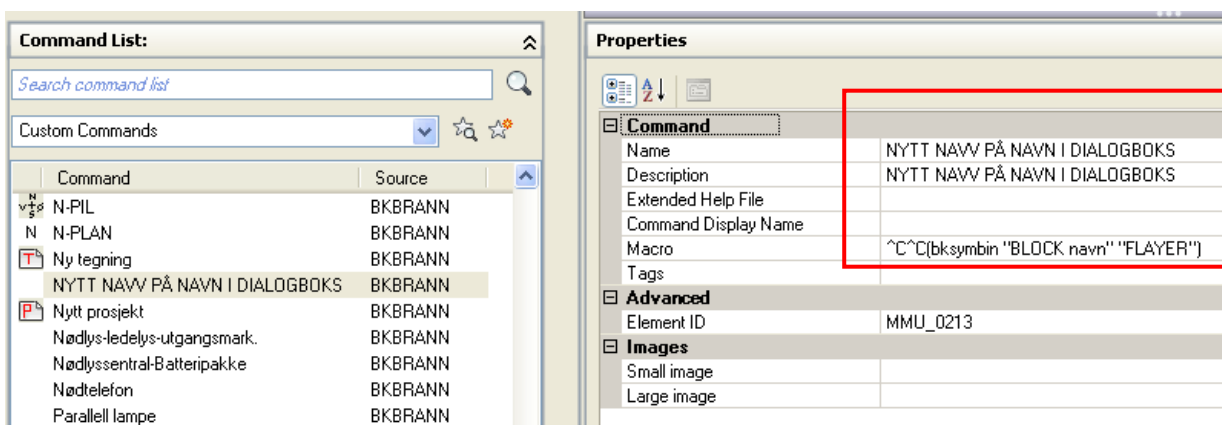 Command List:
Search command list
Custom Commands
Command Source
N-PIL BKBRANN
N N-PLAN BKBRANN
Ny tegning BKBRANN
NYTT NAVV PÅ NAVN I DIALOGBOKS BKBRANN
Nytt prosjekt BKBRANN
Nødlys-ledelys-utgangsmark. BKBRANN
Nødlyssentral-Batteripakke BKBRANN
Nødtelefon BKBRANN
Parallell lampe BKBRANN
Properties
Command
Name NYTT NAVV PÅ NAVN I DIALOGBOKS
Description NYTT NAVV PÅ NAVN I DIALOGBOKS
Extended Help File
Command Display Name
Macro ^C^C(bksymbin "BLOCK navn" "FLAYER")
Tags
Advanced
Element ID MMU_0213
Images
Small image
Large image